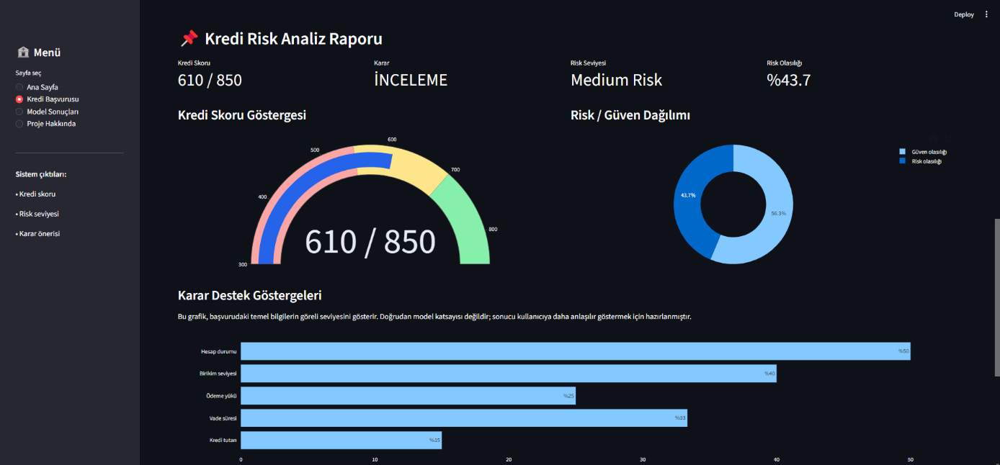 Deploy
Menü
Sayfa seç
Ana Sayfa
Kredi Başvurusu
Model Sonuçları
Proje Hakkında
Sistem çıktıları:
• Kredi skoru
• Risk seviyesi
• Karar önerisi
Kredi Risk Analiz Raporu
Kredi Skoru
610 / 850
Karar
İNCELEME
Risk Seviyesi
Medium Risk
Risk Olasılığı
%43.7
Kredi Skoru Göstergesi
300
400
500
600
700
800
610 / 850
Risk / Güven Dağılımı
43.7%
56.3%
Güven olasılığı
Risk olasılığı
Karar Destek Göstergeleri
Bu grafik, başvurudaki temel bilgilerin göreli seviyesini gösterir. Doğrudan model katsayısı değildir; sonucu kullanıcıya daha anlaşılır göstermek için hazırlanmıştır.
Hesap durumu %50
Birikim seviyesi %40
Ödeme yükü %25
Vade süresi %33
Kredi tutarı %15
0 10 20 30 40 50